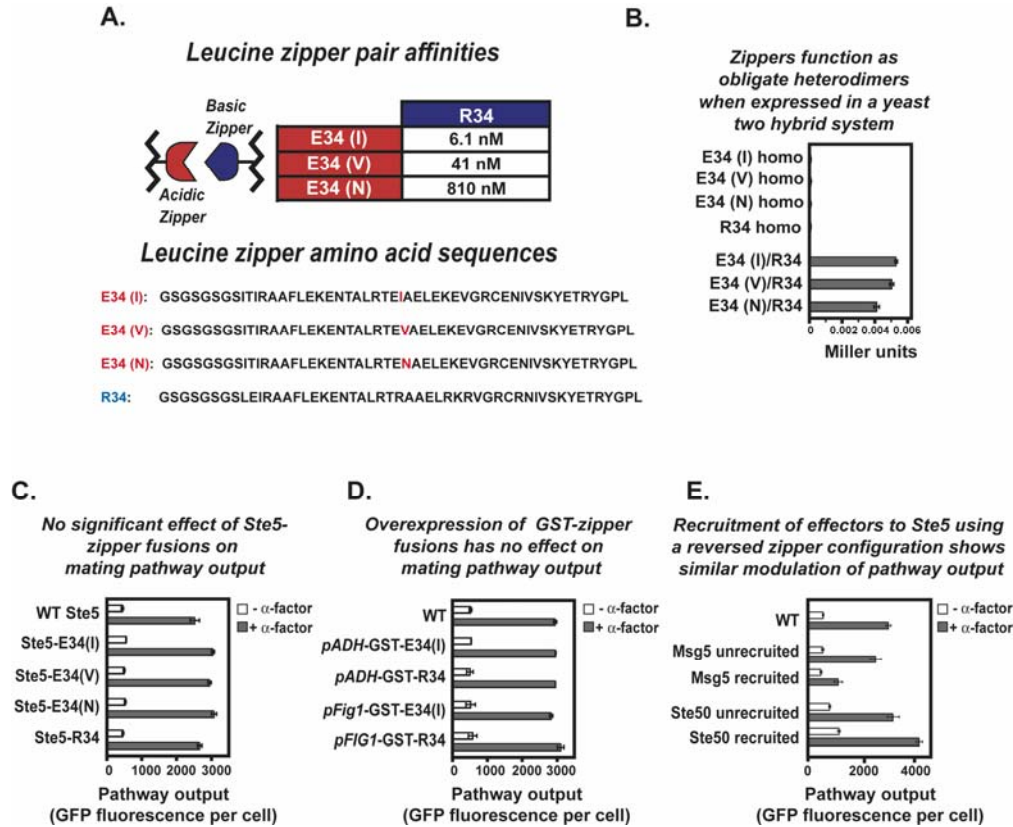 A.
Leucine zipper pair affinities
Basic
Zipper
Acidic
Zipper
R34
E34 (I) 6.1 nM
E34 (V) 41 nM
E34 (N) 810 nM
Leucine zipper amino acid sequences
E34 (I): GSGSGSGSITIRAAFLEKENTALRTEIAELEKEVGRCENIVSKYETRYGPL
E34 (V): GSGSGSGSITIRAAFLEKENTALRTEVAELEKEVGRCENIVSKYETRYGPL
E34 (N): GSGSGSGSITIRAAFLEKENTALRTENAELEKEVGRCENIVSKYETRYGPL
R34: GSGSGSGSLEIRAAFLEKENTALRTRAAELRKRVGRCRNIVSKYETRYGPL
B.
Zippers function as
obligate heterodimers
when expressed in a yeast
two hybrid system
E34 (I) homo
E34 (V) homo
E34 (N) homo
R34 homo
E34 (I)/R34
E34 (V)/R34
E34 (N)/R34
0 0.002 0.004 0.006
Miller units
C.
No significant effect of Ste5-
zipper fusions on
mating pathway output
- α-factor
+ α-factor
WT Ste5
Ste5-E34(I)
Ste5-E34(V)
Ste5-E34(N)
Ste5-R34
0 1000 2000 3000
Pathway output
(GFP fluorescence per cell)
D.
Overexpression of GST-zipper
fusions has no effect on
mating pathway output
- α-factor
+ α-factor
WT
pADH-GST-E34(I)
pADH-GST-R34
pFig1-GST-E34(I)
pFIG1-GST-R34
0 1000 2000 3000
Pathway output
(GFP fluorescence per cell)
E.
Recruitment of effectors to Ste5 using
a reversed zipper configuration shows
similar modulation of pathway output
- α-factor
+ α-factor
WT
Msg5 unrecruited
Msg5 recruited
Ste50 unrecruited
Ste50 recruited
0 2000 4000
Pathway output
(GFP fluorescence per cell)